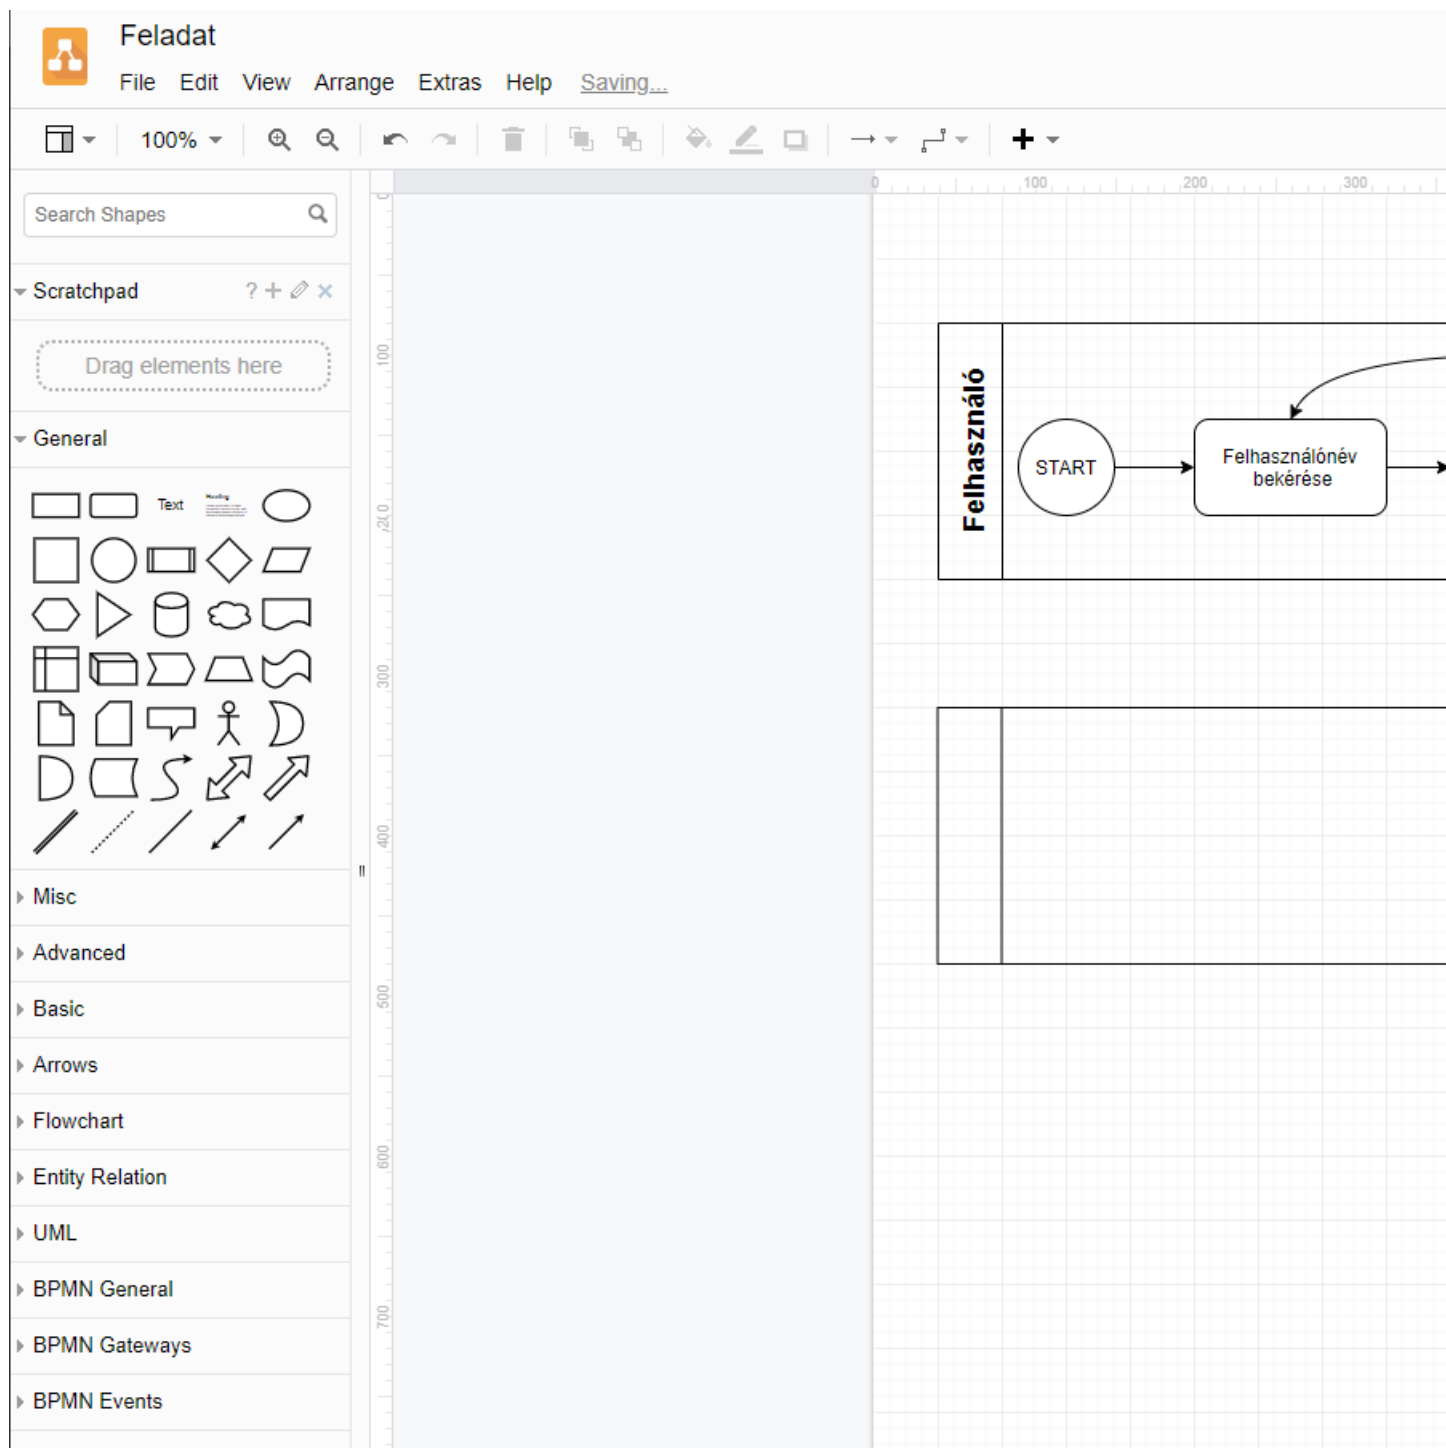 Feladat
File Edit View Arrange Extras Help Saving...
100%
Search Shapes
Scratchpad ?
Drag elements here
General
Text
Heading
Misc
Advanced
Basic
Arrows
Flowchart
Entity Relation
UML
BPMN General
BPMN Gateways
BPMN Events
0 100 200 300
0
100
200
300
400
500
600
700
Felhasználó
START
Felhasználónév
bekérése